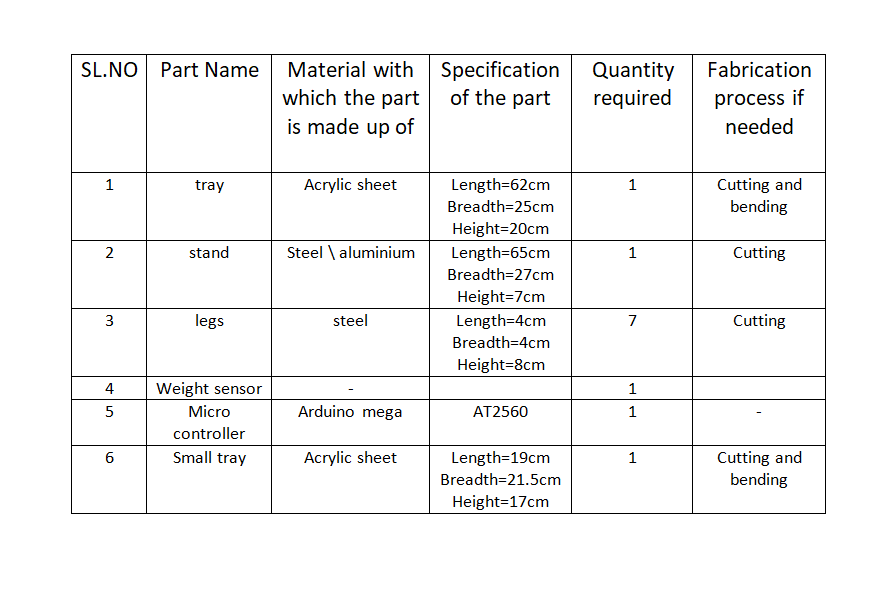 SL.NO Part Name Material with which the part is made up of Specification of the part Quantity required Fabrication process if needed
1 tray Acrylic sheet Length=62cm Breadth=25cm Height=20cm 1 Cutting and bending
2 stand Steel \ aluminium Length=65cm Breadth=27cm Height=7cm 1 Cutting
3 legs steel Length=4cm Breadth=4cm Height=8cm 7 Cutting
4 Weight sensor - 1
5 Micro controller Arduino mega AT2560 1 -
6 Small tray Acrylic sheet Length=19cm Breadth=21.5cm Height=17cm 1 Cutting and bending